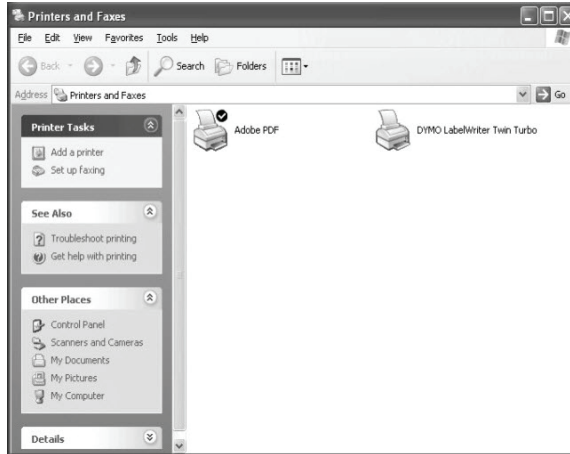 Printers and Faxes
File Edit View Favorites Tools Help
Back Search Folders
Address Printers and Faxes Go
Printer Tasks
Add a printer
Set up faxing
See Also
Troubleshoot printing
Get help with printing
Other Places
Control Panel
Scanners and Cameras
My Documents
My Pictures
My Computer
Details
Adobe PDF
DYMO LabelWriter Twin Turbo